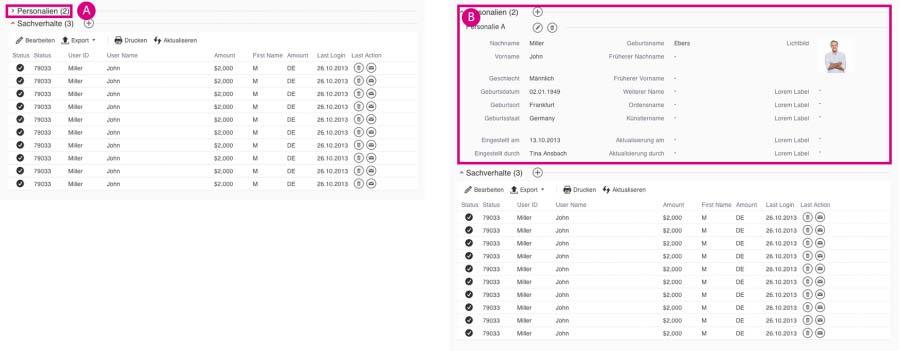 Personalien (2) A
Sachverhalte (3)
Bearbeiten Export Drucken Aktualisieren
Status Status User ID User Name Amount First Name Amount Last Login Last Action
79033 Miller John $2,000 M DE 26.10.2013
79033 Miller John $2,000 M DE 26.10.2013
79033 Miller John $2,000 M DE 26.10.2013
79033 Miller John $2,000 M DE 26.10.2013
79033 Miller John $2,000 M DE 26.10.2013
79033 Miller John $2,000 M DE 26.10.2013
79033 Miller John $2,000 M DE 26.10.2013
79033 Miller John $2,000 M DE 26.10.2013
79033 Miller John $2,000 M DE 26.10.2013
79033 Miller John $2,000 M DE 26.10.2013
B
Personalien (2)
Personalie A
Nachname Miller Geburtsname Ebers Lichtbild
Vorname John Früherer Nachname -
Geschlecht Männlich Früherer Vorname -
Geburtsdatum 02.01.1949 Weiterer Name - Lorem Label -
Geburtsort Frankfurt Ordensname - Lorem Label -
Geburtsstaat Germany Künstlername - Lorem Label -
Eingestellt am 13.10.2013 Aktualisierung am - Lorem Label -
Eingestellt durch Tina Ansbach Aktualisierung durch - Lorem Label -
Sachverhalte (3)
Bearbeiten Export Drucken Aktualisieren
Status Status User ID User Name Amount First Name Amount Last Login Last Action
79033 Miller John $2,000 M DE 26.10.2013
79033 Miller John $2,000 M DE 26.10.2013
79033 Miller John $2,000 M DE 26.10.2013
79033 Miller John $2,000 M DE 26.10.2013
79033 Miller John $2,000 M DE 26.10.2013
79033 Miller John $2,000 M DE 26.10.2013
79033 Miller John $2,000 M DE 26.10.2013
79033 Miller John $2,000 M DE 26.10.2013
79033 Miller John $2,000 M DE 26.10.2013
79033 Miller John $2,000 M DE 26.10.2013